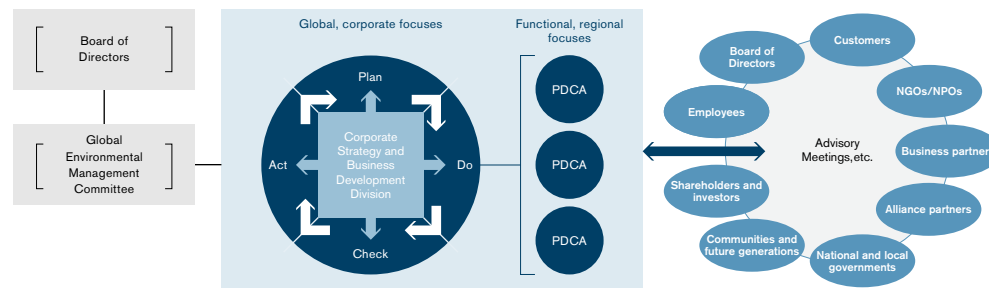 Board of
Directors
Global
Environmental
Management
Committee
Global, corporate focuses
Plan
Act
Corporate
Strategy and
Business
Development
Division
Do
Check
Functional, regional
focuses
PDCA
PDCA
PDCA
Board of
Directors
Customers
Employees
NGOs/NPOs
Advisory
Meetings,etc.
Business partner
Shareholders and
investors
Alliance partners
Communities and
future generations
National and local
governments